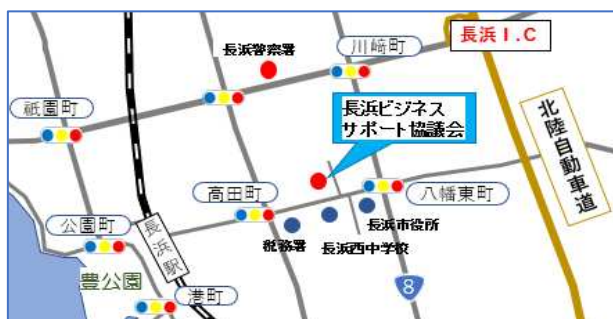 長浜I.C
川﨑町
長浜警察署
祇園町
長浜ビジネス
サポート協議会
北陸自動車道
高田町
八幡東町
公園町
長浜駅
税務署
長浜西中学校
長浜市役所
豊公園
港町
8